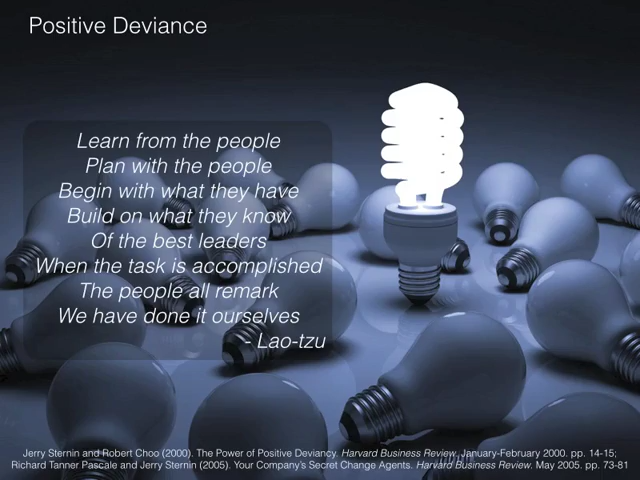 Positive Deviance
Learn from the people
Plan with the people
Begin with what they have
Build on what they know
Of the best leaders
When the task is accomplished
The people all remark
We have done it ourselves
- Lao-tzu
Jerry Sternin and Robert Choo (2000). The Power of Positive Deviancy. Harvard Business Review. January-February 2000. pp. 14-15;
Richard Tanner Pascale and Jerry Sternin (2005). Your Company's Secret Change Agents. Harvard Business Review. May 2005. pp. 73-81